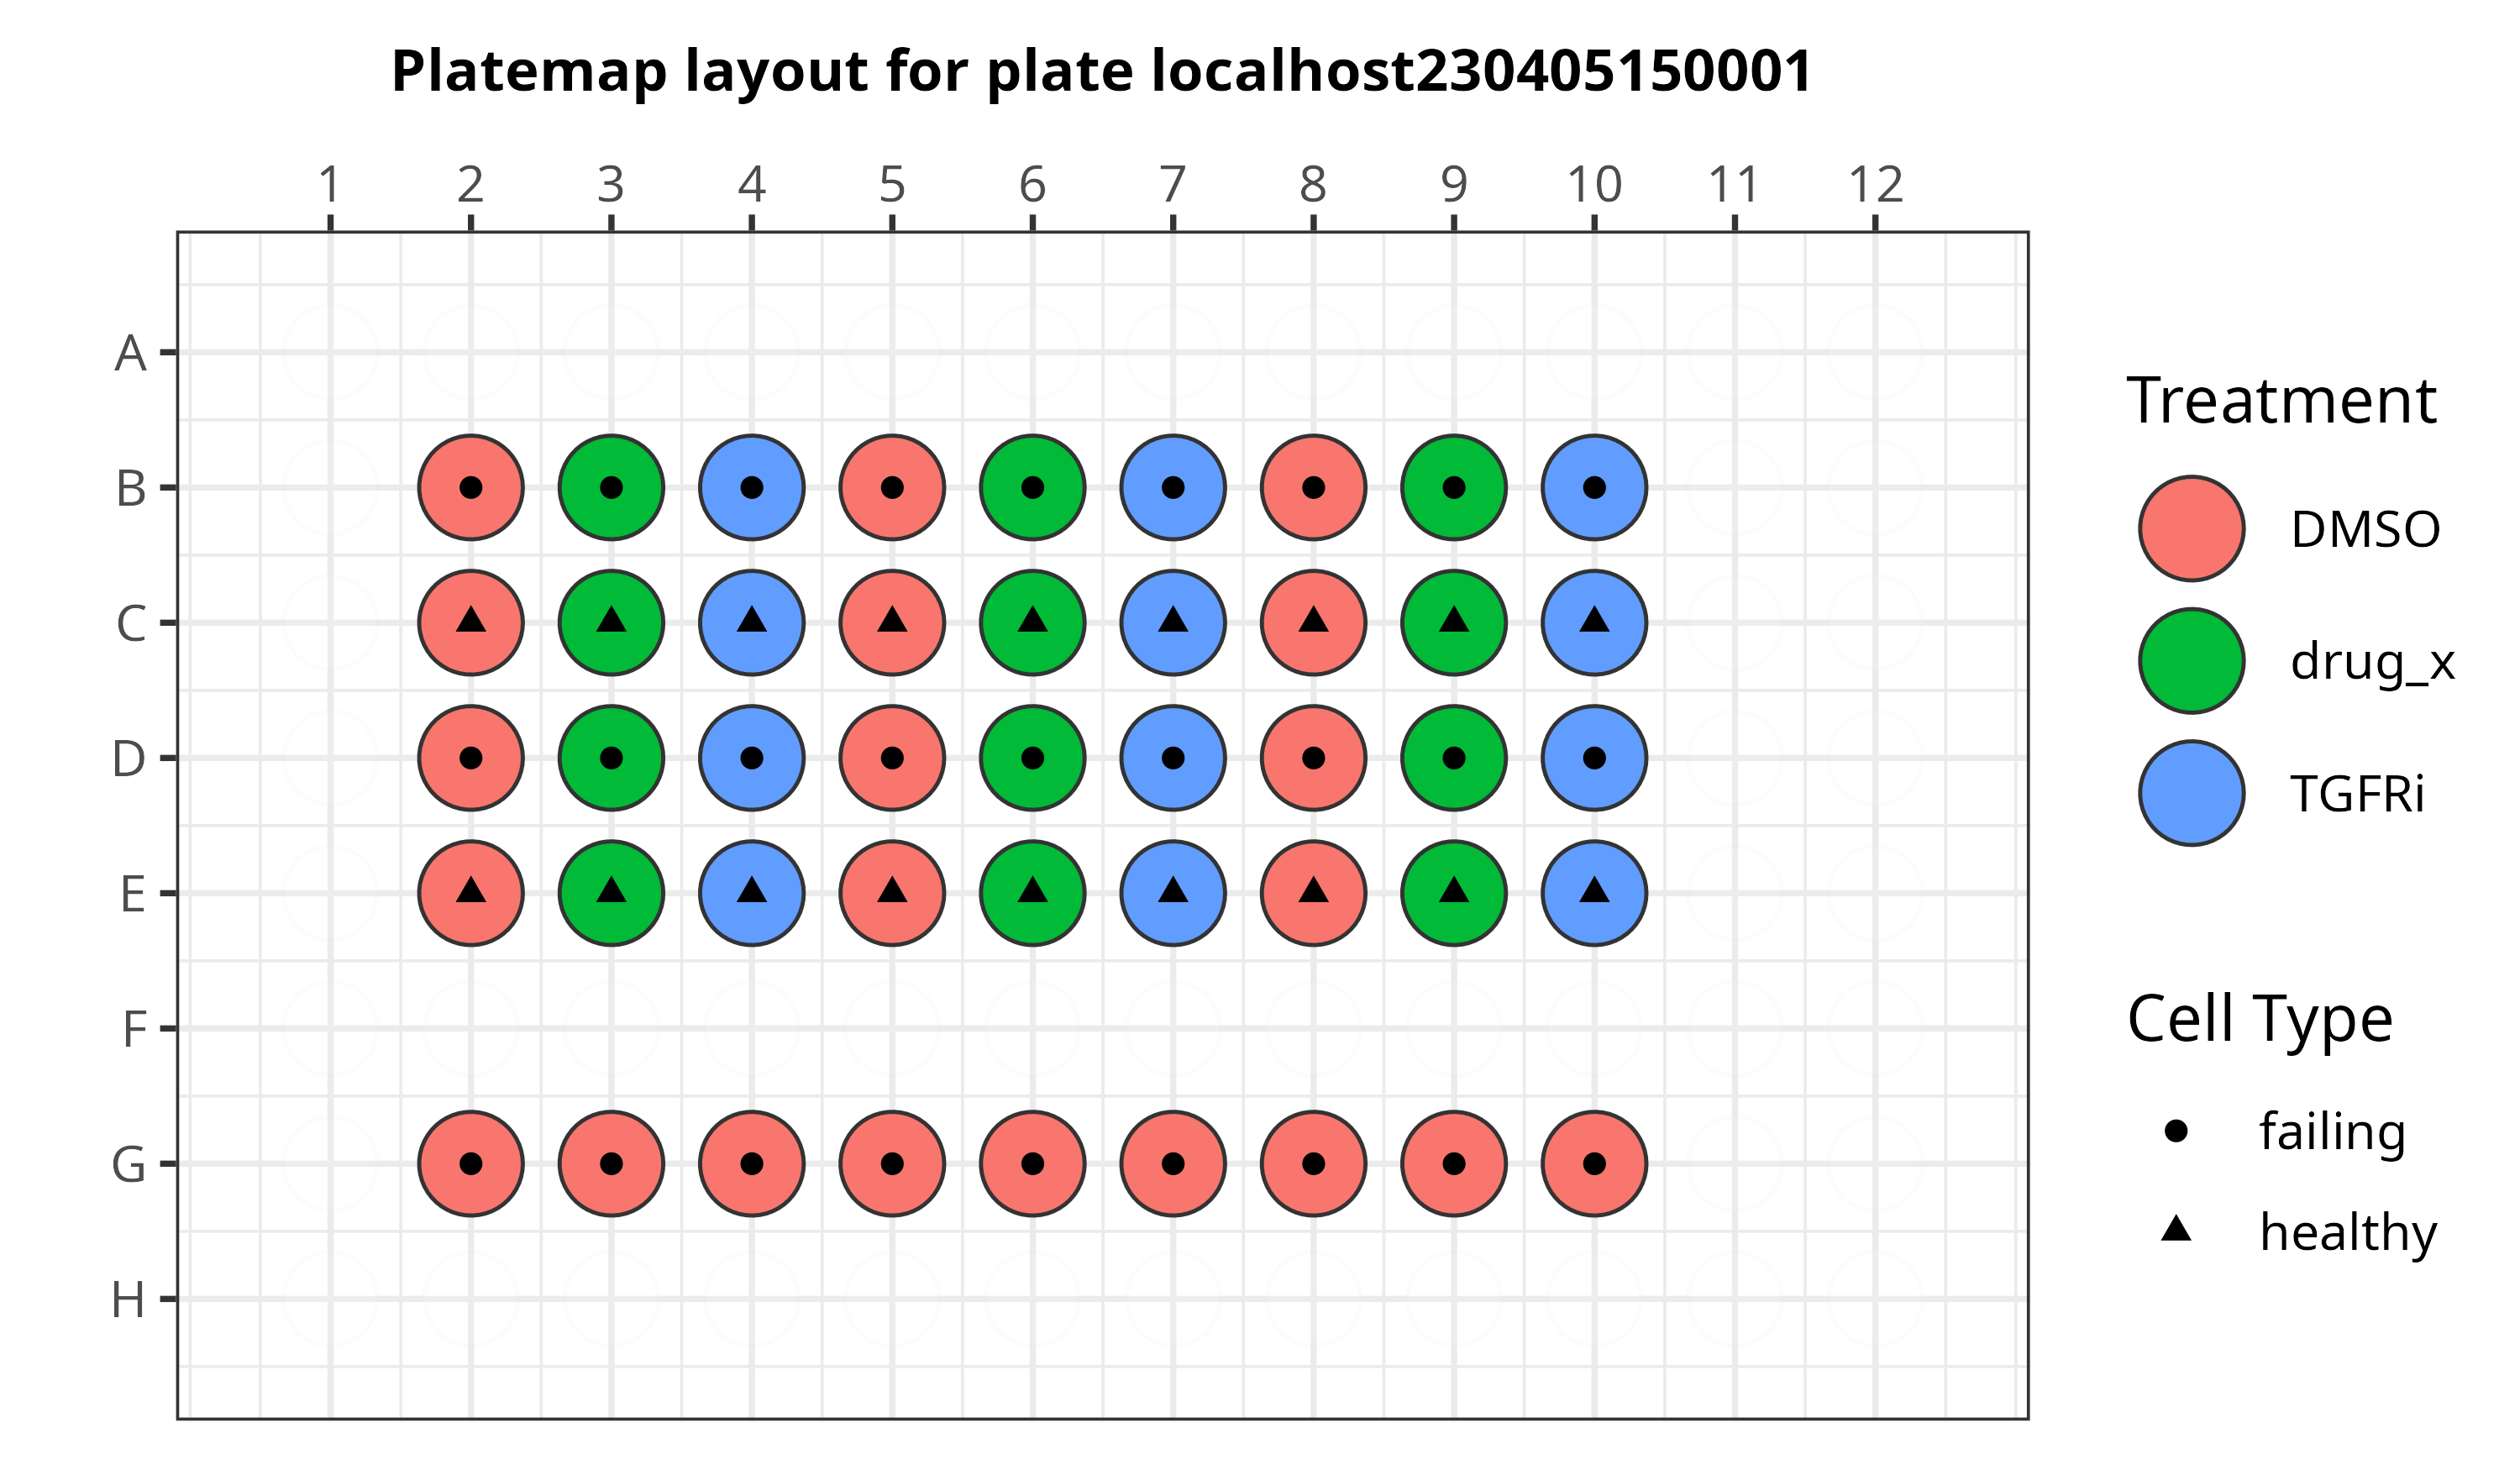 Platemap layout for plate localhost230405150001
1 2 3 4 5 6 7 8 9 10 11 12
A
B
C
D
E
F
G
H
Treatment
DMSO
drug_x
TGFRi
Cell Type
failing
healthy